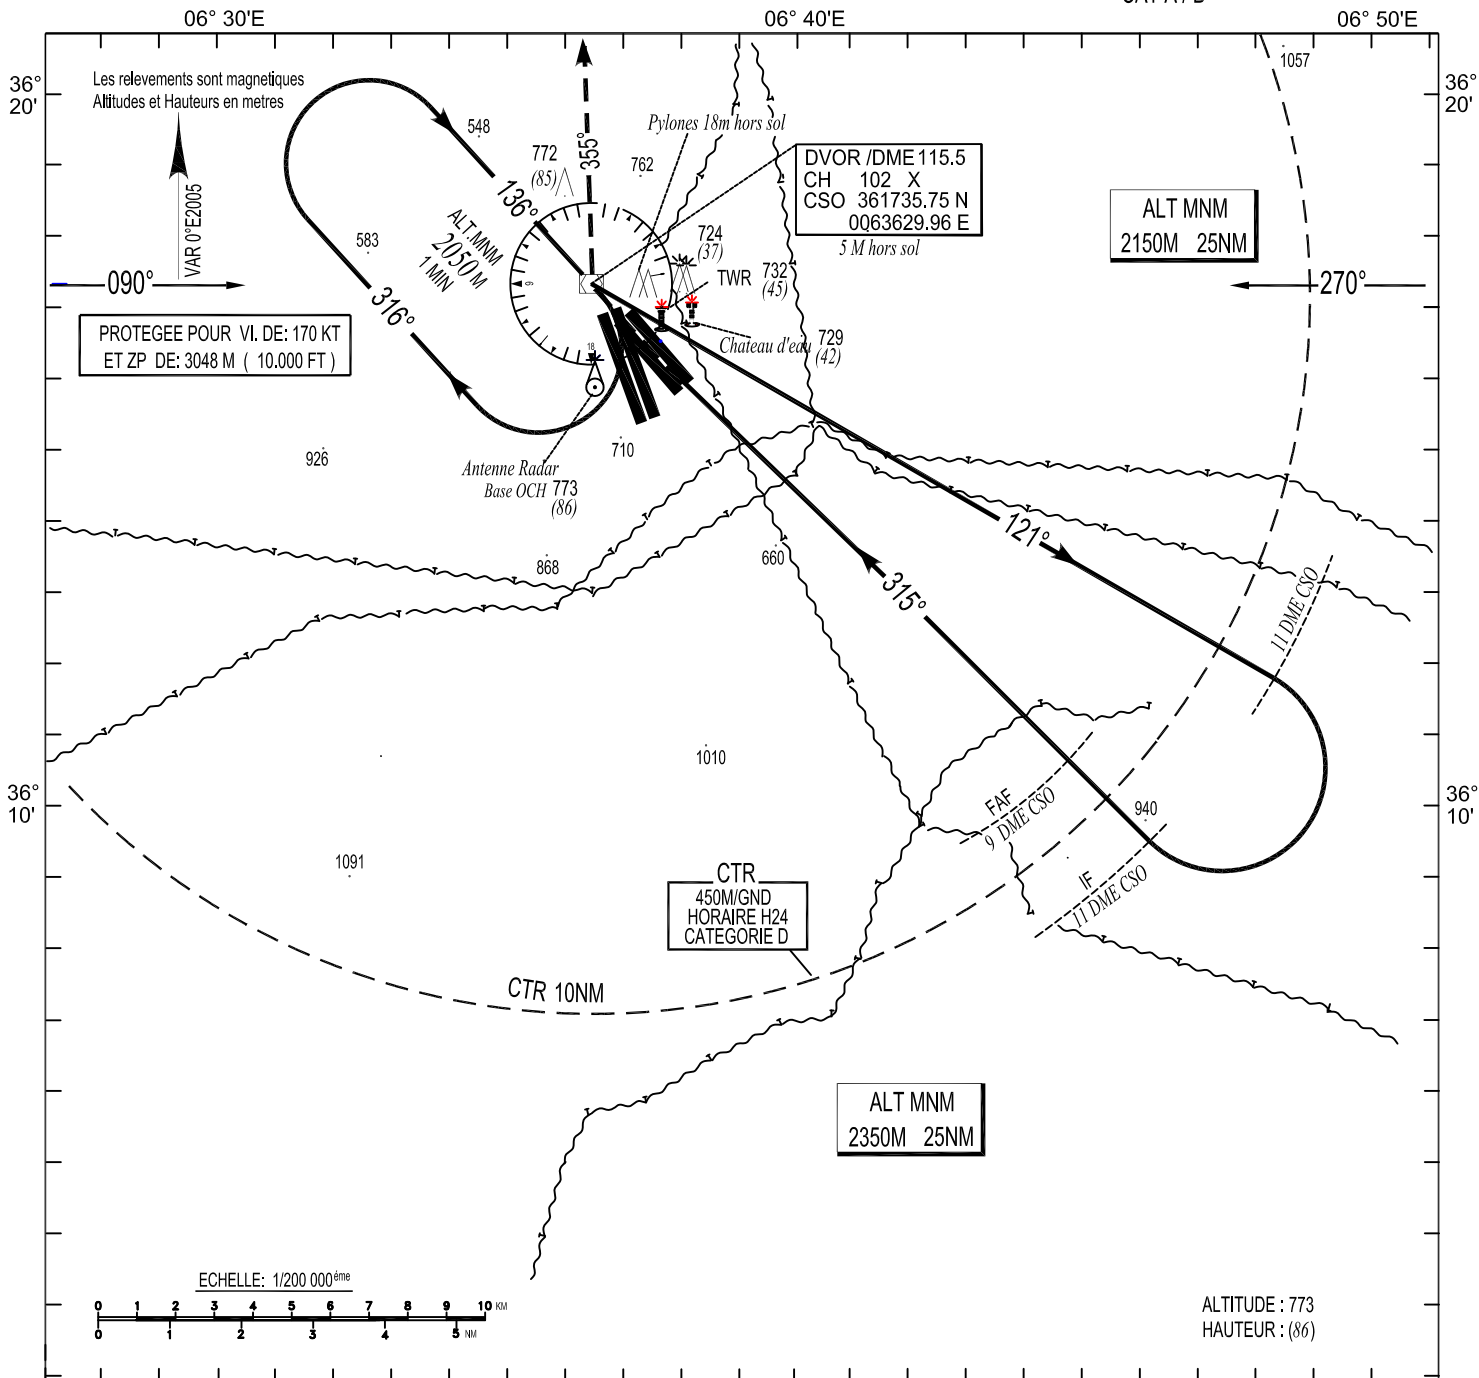 CAT A / B
06° 30'E
06° 40'E
06° 50'E
36°
20'
36°
20'
Les relevements sont magnetiques
Altitudes et Hauteurs en metres
VAR 0°E2005
1057
548
Pylones 18m hors sol
355°
772
(85)
762
DVOR /DME 115.5
CH 102 X
CSO 361735.75 N
0063629.96 E
5 M hors sol
ALT MNM
2150M 25NM
136°
ALT.MNM
2050 M
1 MIN
583
724
(37)
TWR
732
(45)
090°
270°
316°
9
18
PROTEGEE POUR VI. DE: 170 KT
ET ZP DE: 3048 M ( 10.000 FT )
Chateau d'eau
729
(42)
926
710
Antenne Radar
Base OCH 773
(86)
121°
868
660
315°
11 DME CSO
1010
36°
10'
36°
10'
FAF
9 DME CSO
940
1091
IF
11 DME CSO
CTR
450M/GND
HORAIRE H24
CATEGORIE D
CTR 10NM
ALT MNM
2350M 25NM
ECHELLE: 1/200 000éme
0 1 2 3 4 5 6 7 8 9 10 KM
0 1 2 3 4 5 NM
ALTITUDE : 773
HAUTEUR : (86)